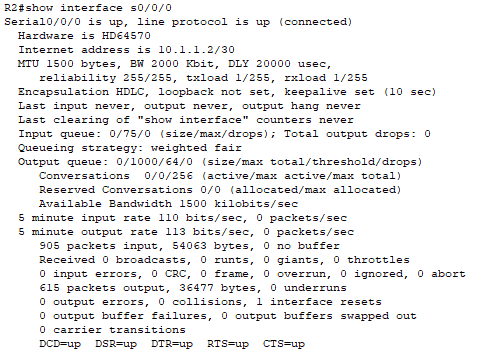 R2#show interface s0/0/0
Serial0/0/0 is up, line protocol is up (connected)
Hardware is HD64570
Internet address is 10.1.1.2/30
MTU 1500 bytes, BW 2000 Kbit, DLY 20000 usec,
reliability 255/255, txload 1/255, rxload 1/255
Encapsulation HDLC, loopback not set, keepalive set (10 sec)
Last input never, output never, output hang never
Last clearing of "show interface" counters never
Input queue: 0/75/0 (size/max/drops); Total output drops: 0
Queueing strategy: weighted fair
Output queue: 0/1000/64/0 (size/max total/threshold/drops)
Conversations  0/0/256 (active/max active/max total)
Reserved Conversations 0/0 (allocated/max allocated)
Available Bandwidth 1500 kilobits/sec
5 minute input rate 110 bits/sec, 0 packets/sec
5 minute output rate 113 bits/sec, 0 packets/sec
905 packets input, 54063 bytes, 0 no buffer
Received 0 broadcasts, 0 runts, 0 giants, 0 throttles
0 input errors, 0 CRC, 0 frame, 0 overrun, 0 ignored, 0 abort
615 packets output, 36477 bytes, 0 underruns
0 output errors, 0 collisions, 1 interface resets
0 output buffer failures, 0 output buffers swapped out
0 carrier transitions
DCD=up  DSR=up  DTR=up  RTS=up  CTS=up